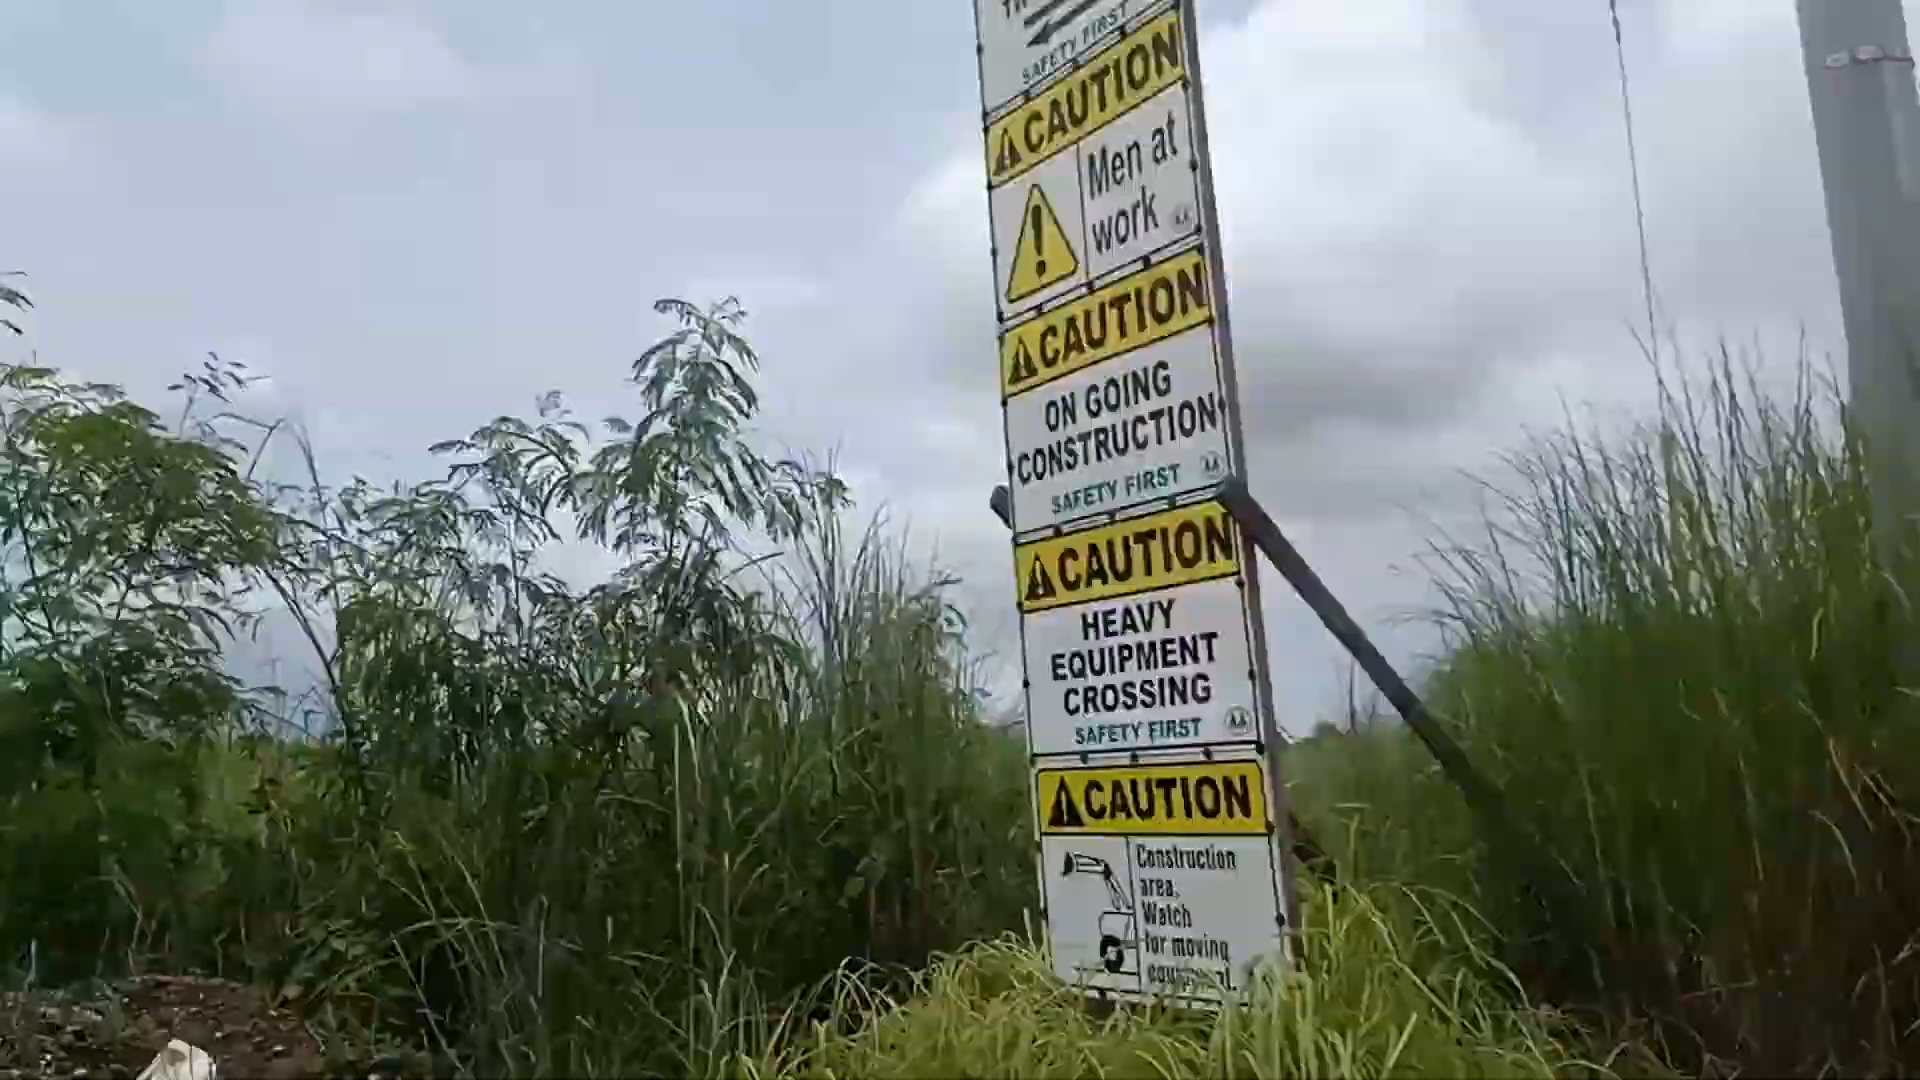 SAFETY FIRST
CAUTION
Men at
work
CAUTION
ON GOING
CONSTRUCTION
SAFETY FIRST
CAUTION
HEAVY
EQUIPMENT
CROSSING
SAFETY FIRST
CAUTION
Construction
area.
Watch
for moving
equipment.